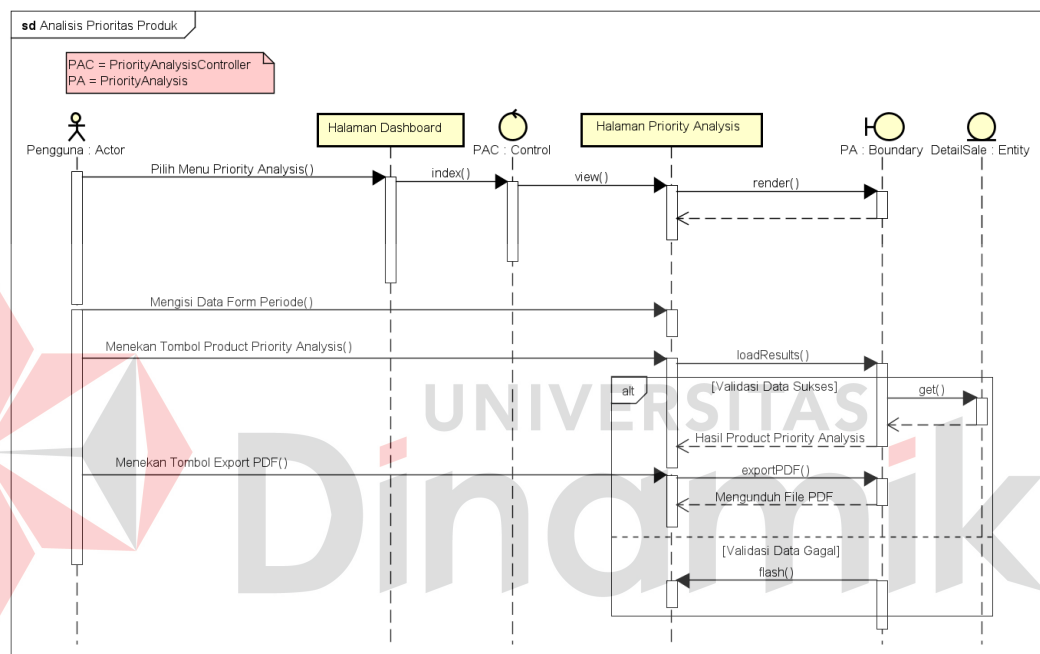 sd Analisis Prioritas Produk
PAC = PriorityAnalysisController
PA = PriorityAnalysis
Pengguna : Actor
Halaman Dashboard
PAC : Control
Halaman Priority Analysis
PA : Boundary
DetailSale : Entity
Pilih Menu Priority Analysis()
index()
view()
render()
Mengisi Data Form Periode()
Menekan Tombol Product Priority Analysis()
loadResults()
alt
[Validasi Data Sukses]
get()
Hasil Product Priority Analysis
Menekan Tombol Export PDF()
exportPDF()
Mengunduh File PDF
[Validasi Data Gagal]
flash()
UNIVERSITAS
Dinamik